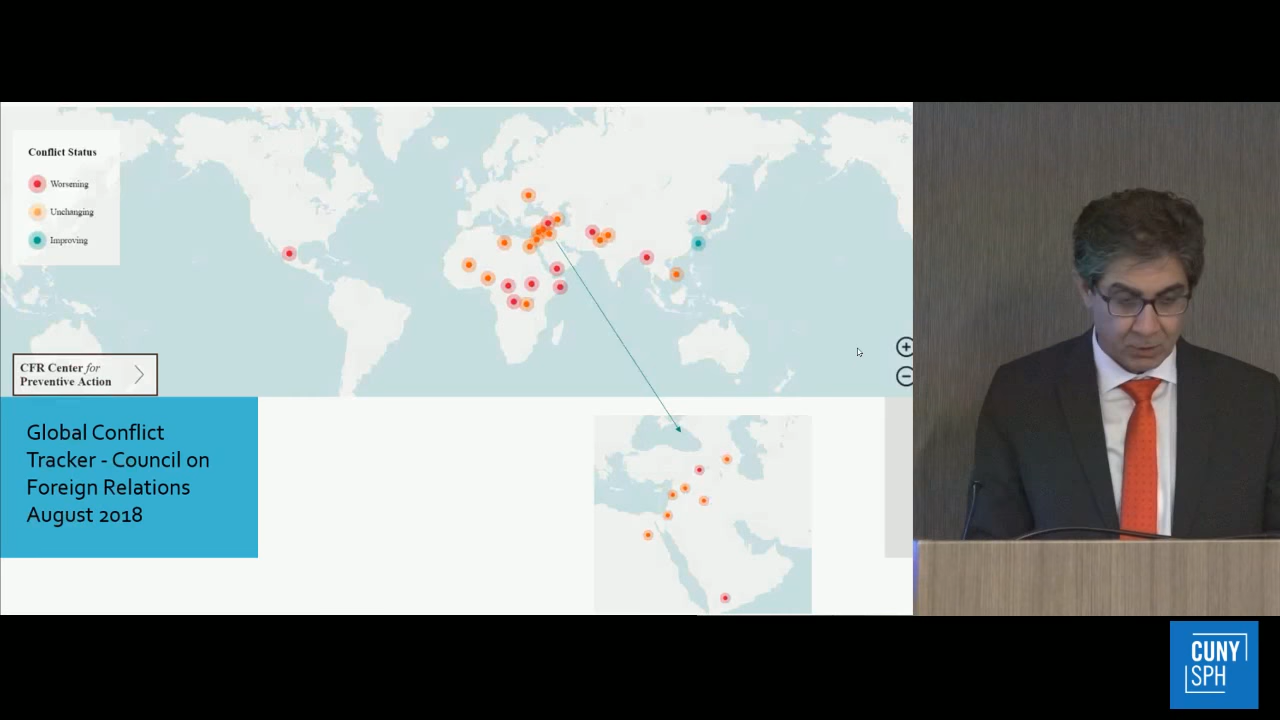 Conflict Status
Worsening
Unchanging
Improving
CFR Center for
Preventive Action
Global Conflict
Tracker - Council on
Foreign Relations
August 2018
CUNY
SPH